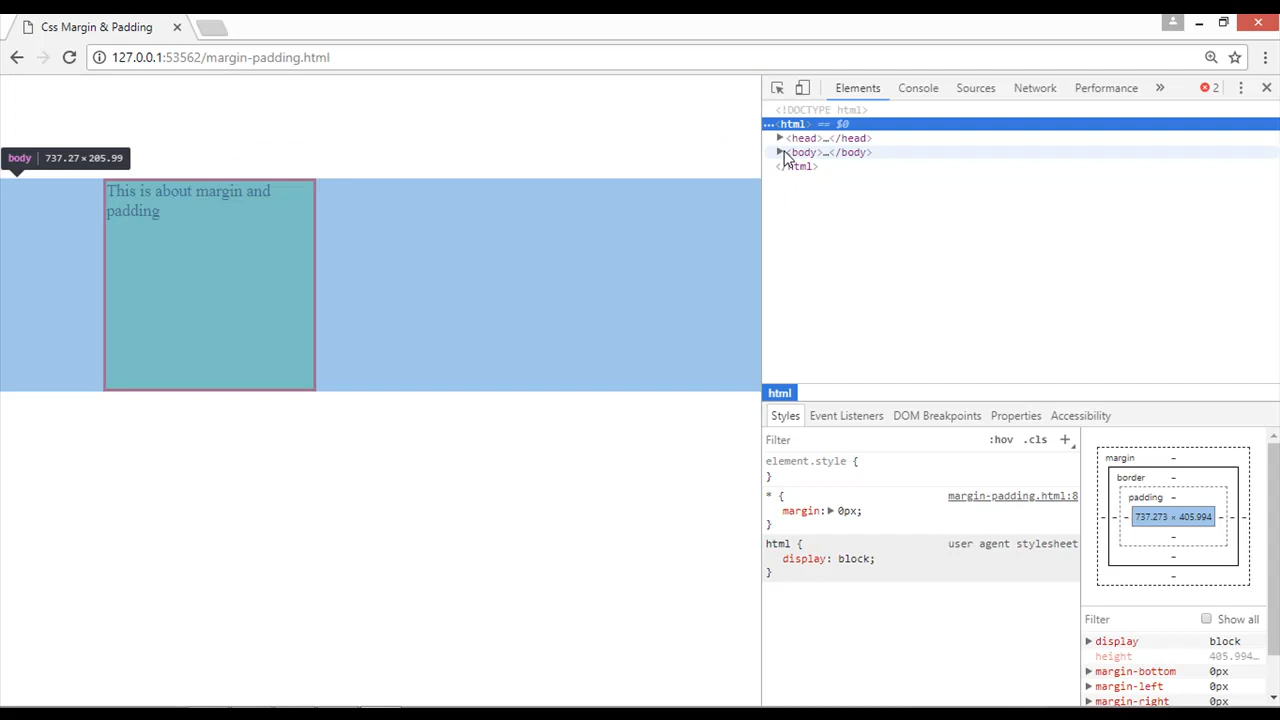 Css Margin & Padding
127.0.0.1:53562/margin-padding.html
Elements Console Sources Network Performance » 2
<!DOCTYPE html>
…<html> == $0
<head>…</head>
<body>…</body>
</html>
body 737.27×205.99
This is about margin and
padding
html
Styles Event Listeners DOM Breakpoints Properties Accessibility
Filter :hov .cls +
element.style {
}
* { margin-padding.html:8
margin: 0px;
}
html { user agent stylesheet
display: block;
}
margin –
border –
padding –
– – – 737.273 × 405.994 – – –
–
–
–
Filter Show all
display block
height 405.994…
margin-bottom 0px
margin-left 0px
margin-right 0px